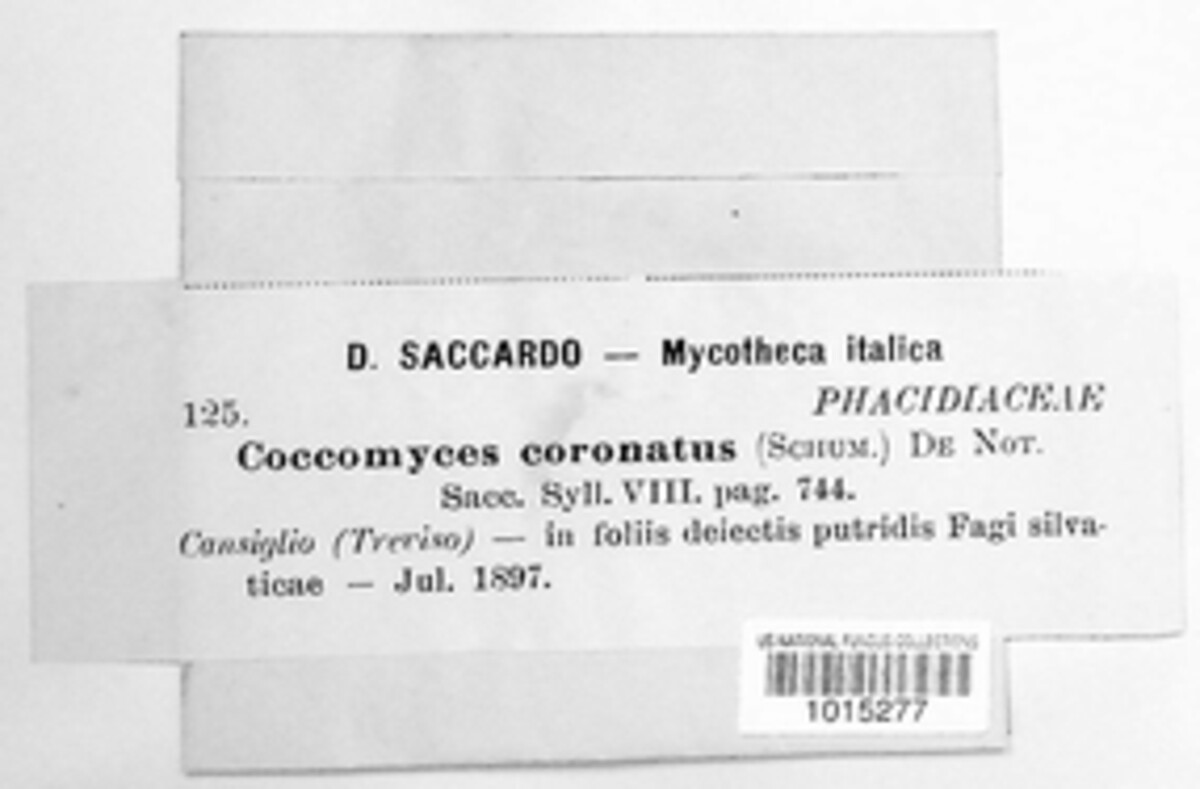 D. SACCARDO — Mycotheca italica
125. PHACIDIACEAE
Coccomyces coronatus (SCHUM.) DE NOT.
Sacc. Syll. VIII. pag. 744.
Cansiglio (Treviso) — in foliis deiectis putridis Fagi silva-
ticae — Jul. 1897.
US NATIONAL FUNGUS COLLECTIONS
1015277